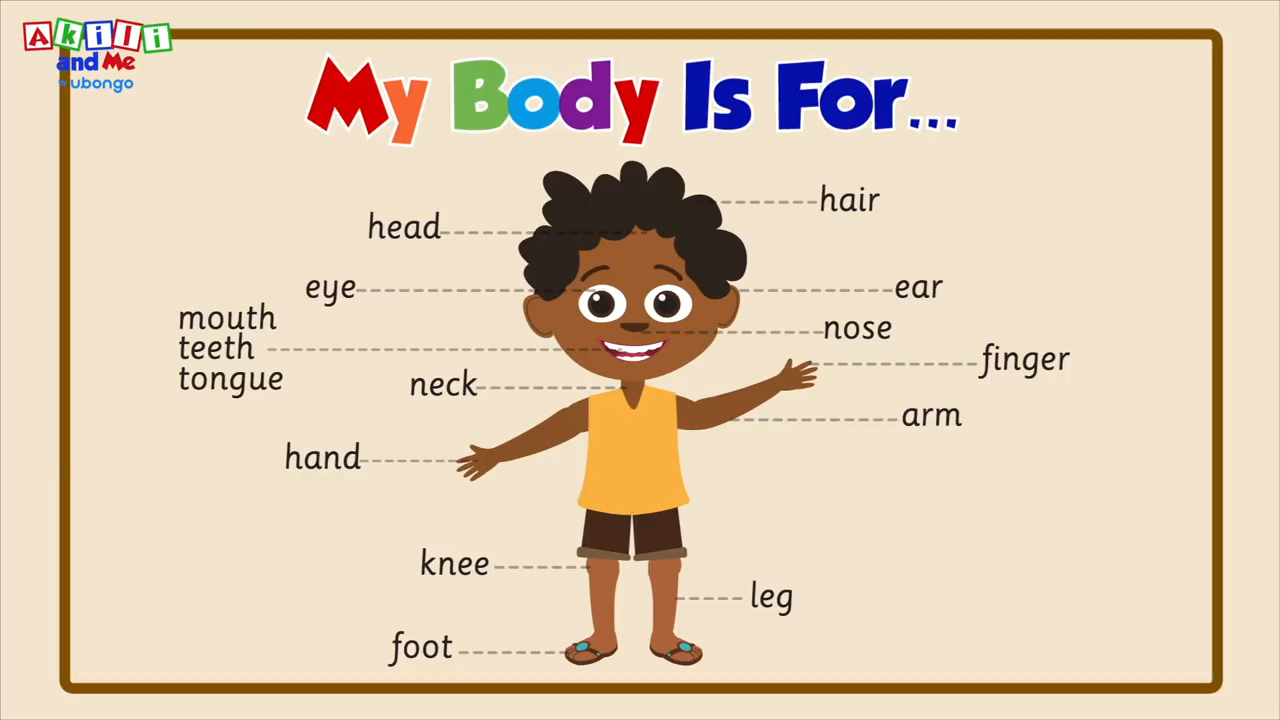 Akili
and Me
by ubongo
My Body Is For...
hair
head
eye
ear
mouth
teeth
tongue
nose
finger
neck
arm
hand
knee
leg
foot